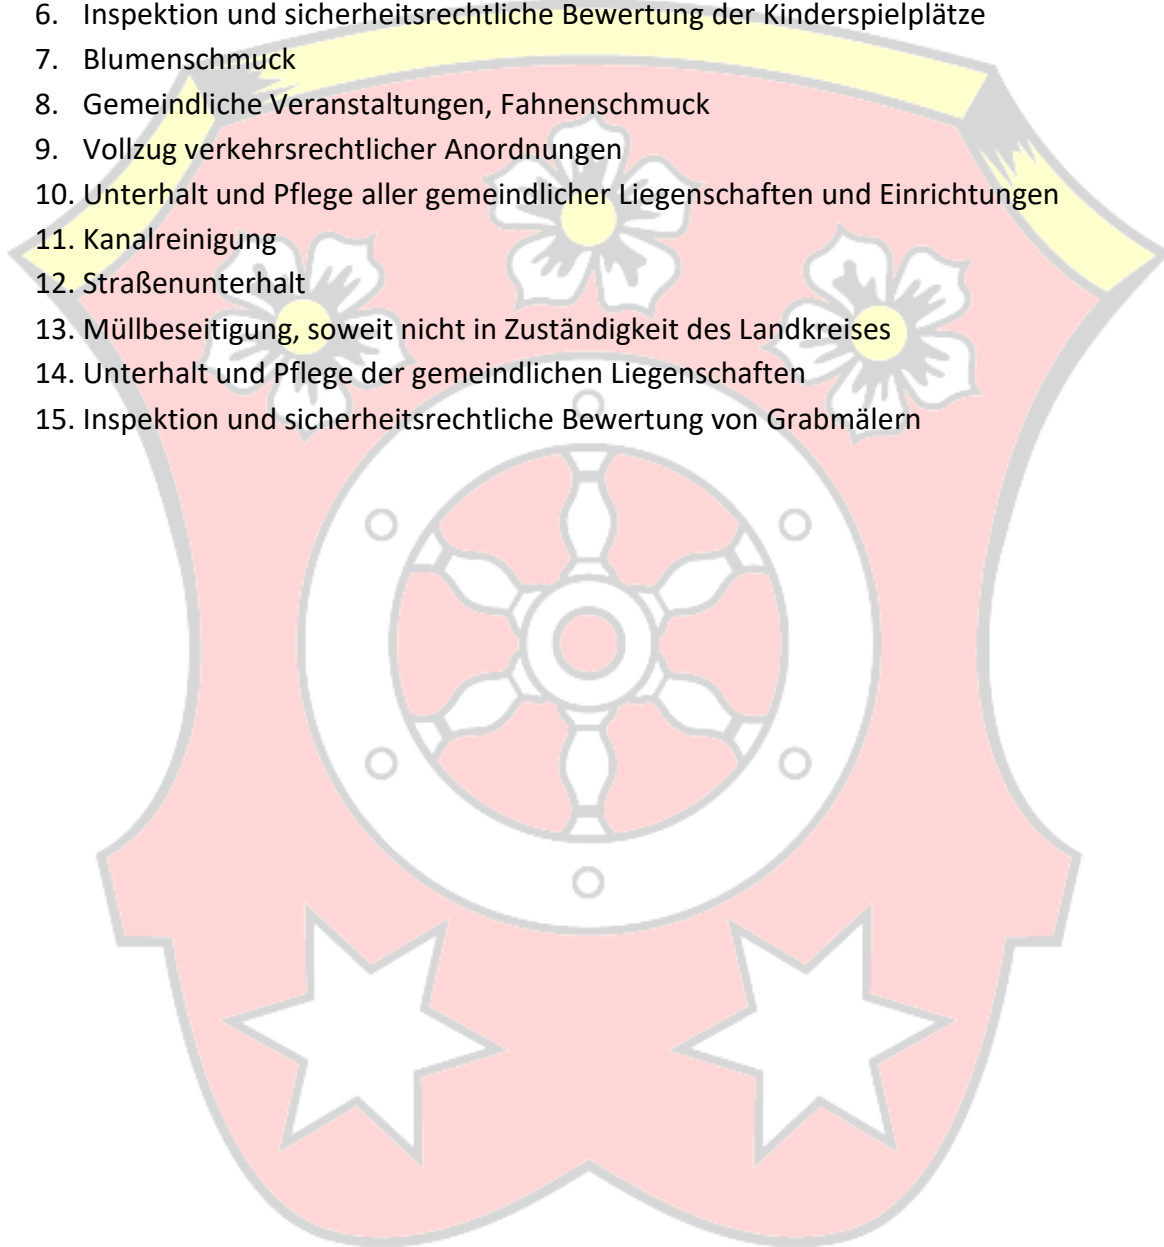 6. Inspektion und sicherheitsrechtliche Bewertung der Kinderspielplätze
7. Blumenschmuck
8. Gemeindliche Veranstaltungen, Fahnenschmuck
9. Vollzug verkehrsrechtlicher Anordnungen
10. Unterhalt und Pflege aller gemeindlicher Liegenschaften und Einrichtungen
11. Kanalreinigung
12. Straßenunterhalt
13. Müllbeseitigung, soweit nicht in Zuständigkeit des Landkreises
14. Unterhalt und Pflege der gemeindlichen Liegenschaften
15. Inspektion und sicherheitsrechtliche Bewertung von Grabmälern